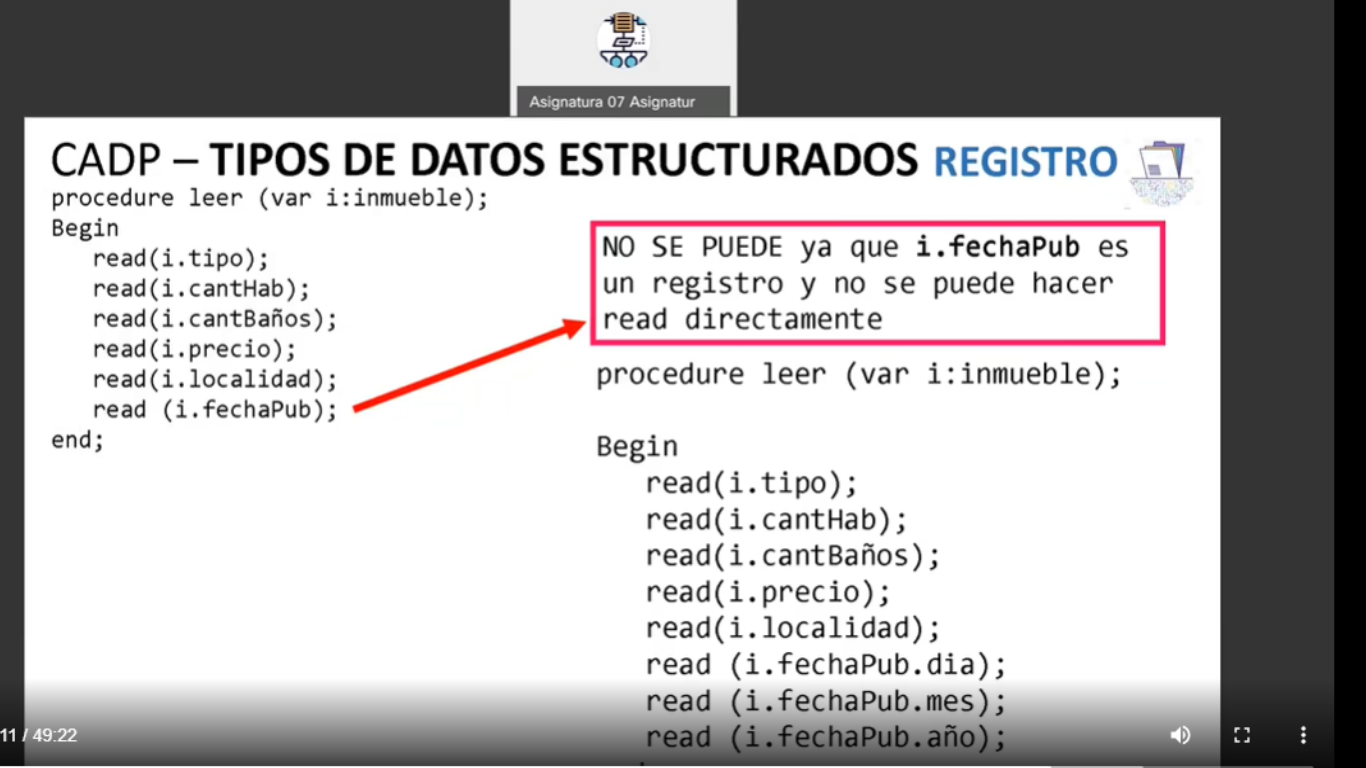 Asignatura 07 Asignatur
CADP – TIPOS DE DATOS ESTRUCTURADOS REGISTRO
procedure leer (var i:inmueble);
Begin
read(i.tipo);
read(i.cantHab);
read(i.cantBaños);
read(i.precio);
read(i.localidad);
read (i.fechaPub);
end;
NO SE PUEDE ya que i.fechaPub es
un registro y no se puede hacer
read directamente
procedure leer (var i:inmueble);
Begin
read(i.tipo);
read(i.cantHab);
read(i.cantBaños);
read(i.precio);
read(i.localidad);
read (i.fechaPub.dia);
read (i.fechaPub.mes);
read (i.fechaPub.año);
11 / 49:22